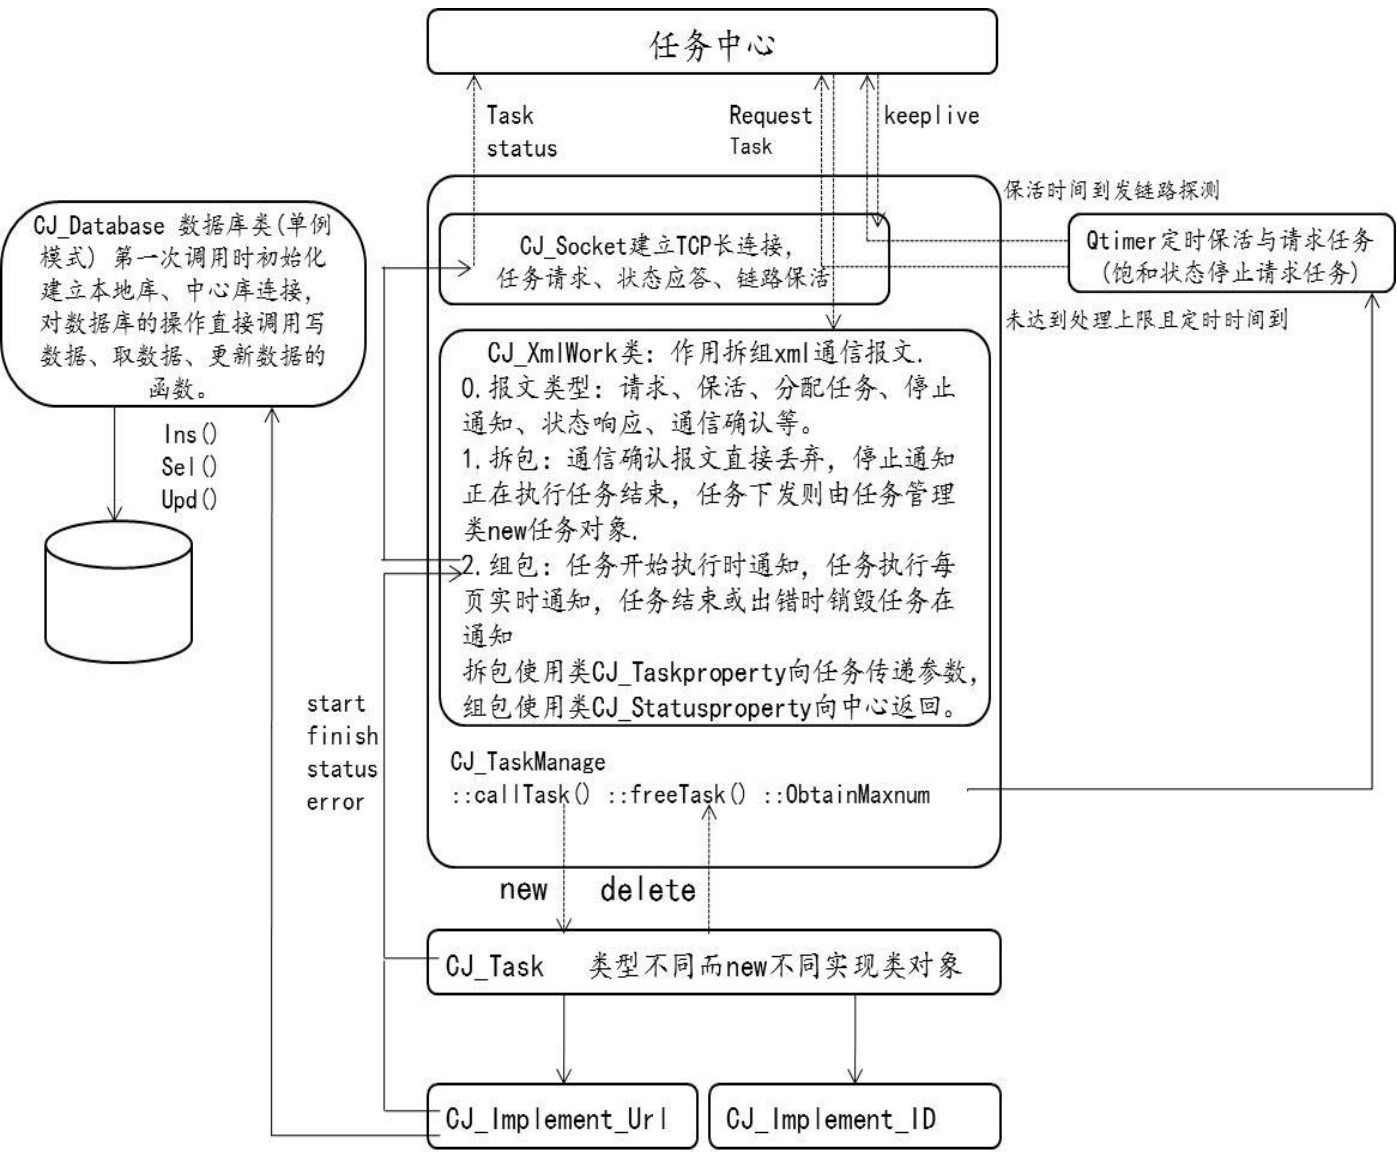 任务中心
Task
status
Request
Task
keeplive
保活时间到发链路探测
CJ_Database 数据库类(单例
模式) 第一次调用时初始化
建立本地库、中心库连接,
对数据库的操作直接调用写
数据、取数据、更新数据的
函数。
CJ_Socket建立TCP长连接,
任务请求、状态应答、链路保活
Qtimer定时保活与请求任务
(饱和状态停止请求任务)
未达到处理上限且定时时间到
CJ_XmlWork类: 作用拆组xml通信报文.
0.报文类型: 请求、保活、分配任务、停止
通知、状态响应、通信确认等。
1.拆包: 通信确认报文直接丢弃, 停止通知
正在执行任务结束, 任务下发则由任务管理
类new任务对象.
2.组包: 任务开始执行时通知, 任务执行每
页实时通知, 任务结束或出错时销毁任务在
通知
拆包使用类CJ_Taskproperty向任务传递参数,
组包使用类CJ_Statusproperty向中心返回。
Ins()
Sel()
Upd()
start
finish
status
error
CJ_TaskManage
::callTask() ::freeTask() ::ObtainMaxnum
new
delete
CJ_Task 类型不同而new不同实现类对象
CJ_Implement_Url
CJ_Implement_ID